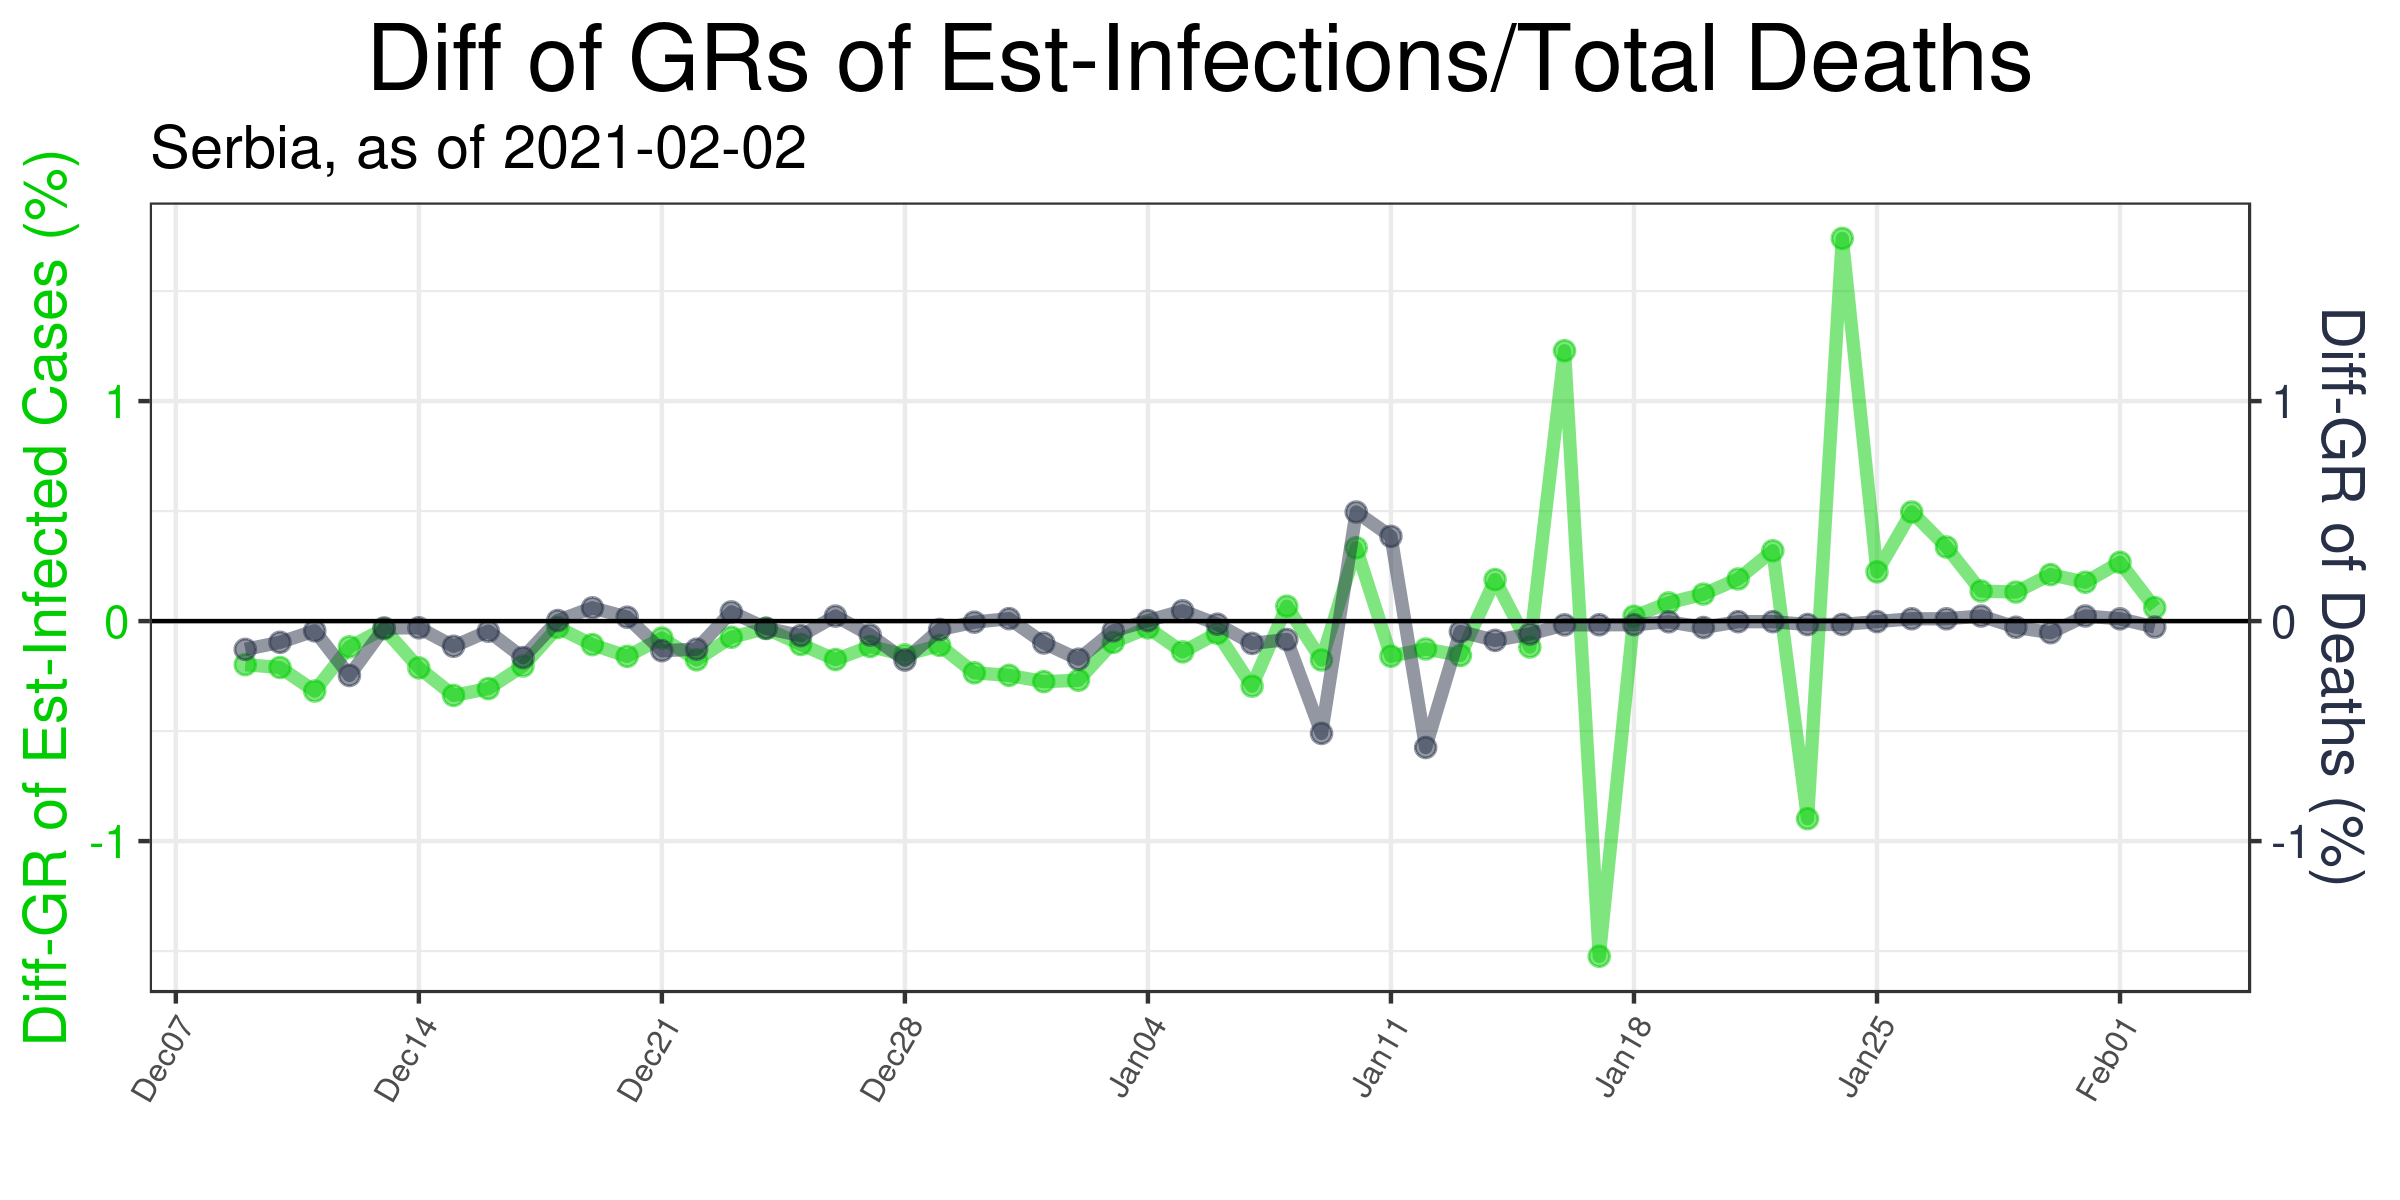 Diff of GRs of Est-Infections/Total Deaths
Serbia, as of 2021-02-02
Diff-GR of Est-Infected Cases (%)
1
0
-1
1
0
-1
Diff-GR of Deaths (%)
Dec07
Dec14
Dec21
Dec28
Jan04
Jan11
Jan18
Jan25
Feb01